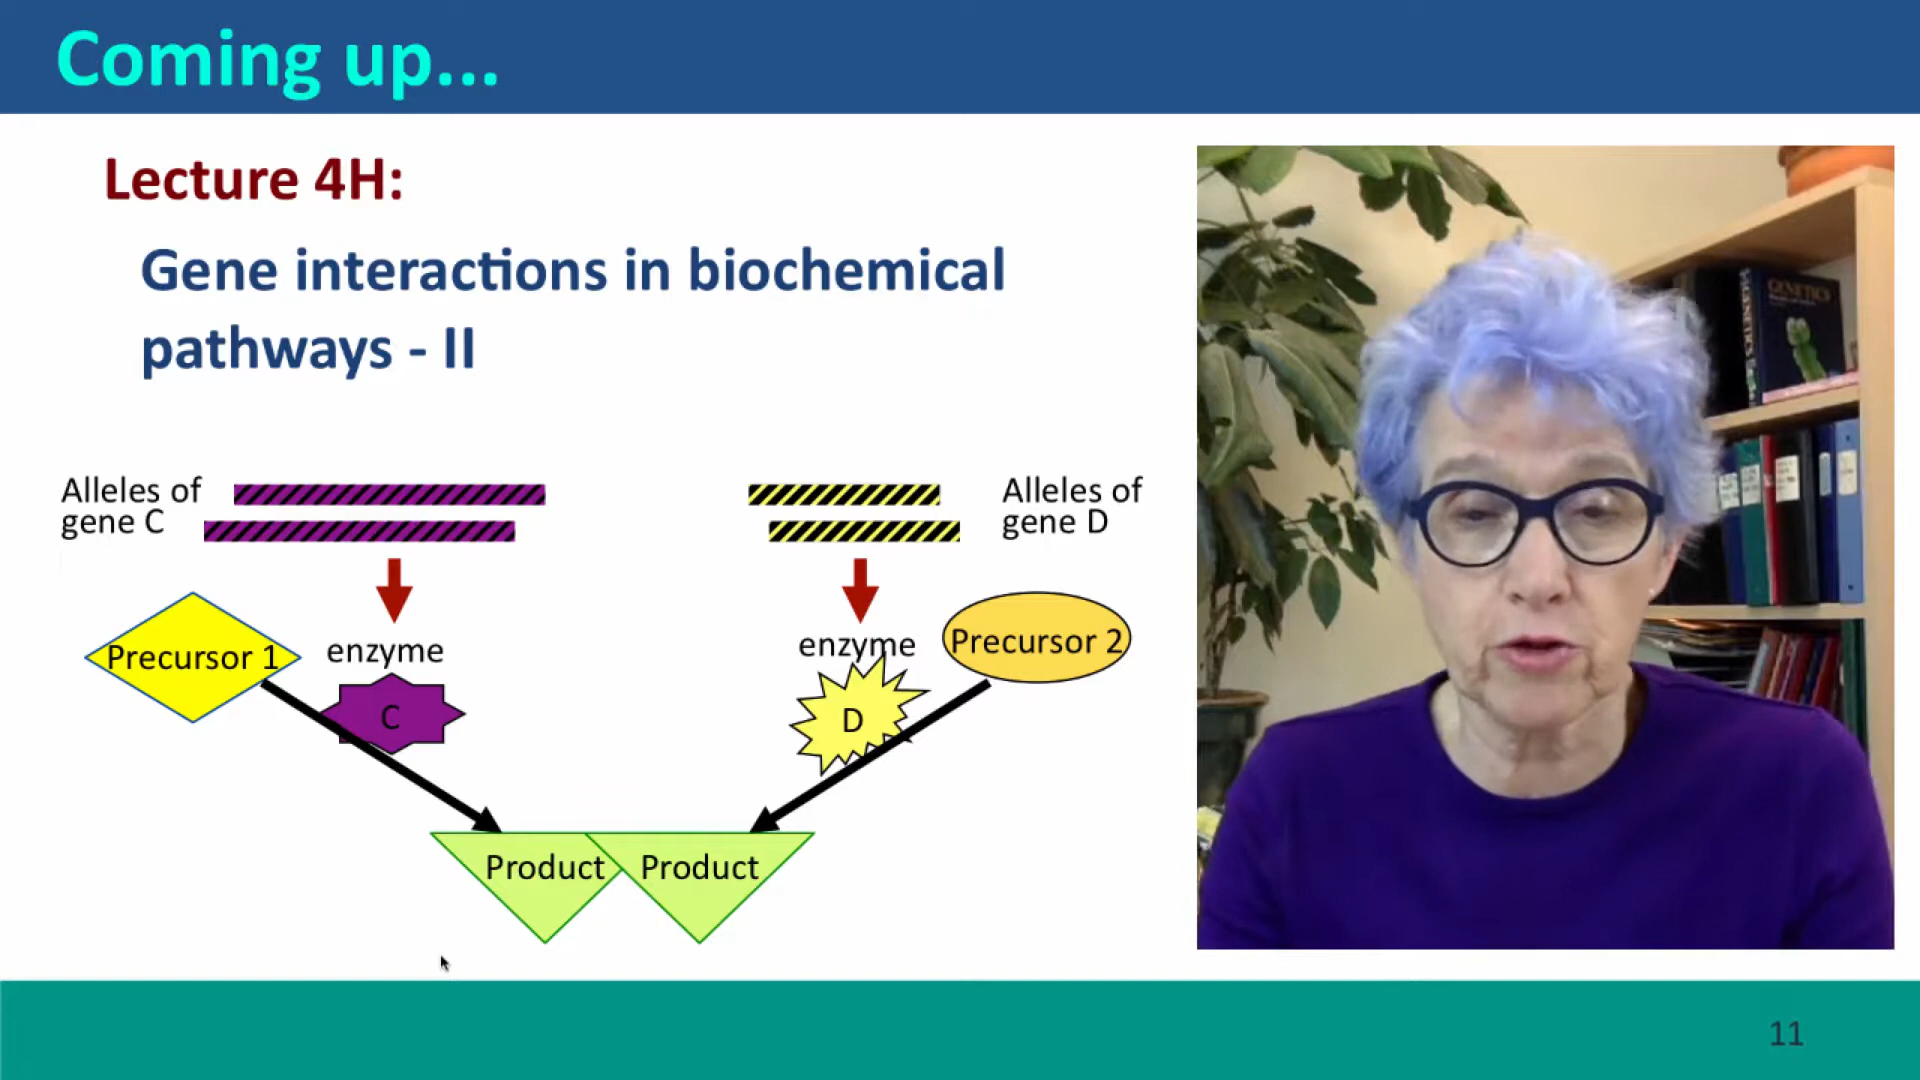 Coming up...
Lecture 4H:
Gene interactions in biochemical
pathways - II
Alleles of
gene C
Alleles of
gene D
Precursor 1
enzyme
C
enzyme
D
Precursor 2
Product
Product
GENETICS
11